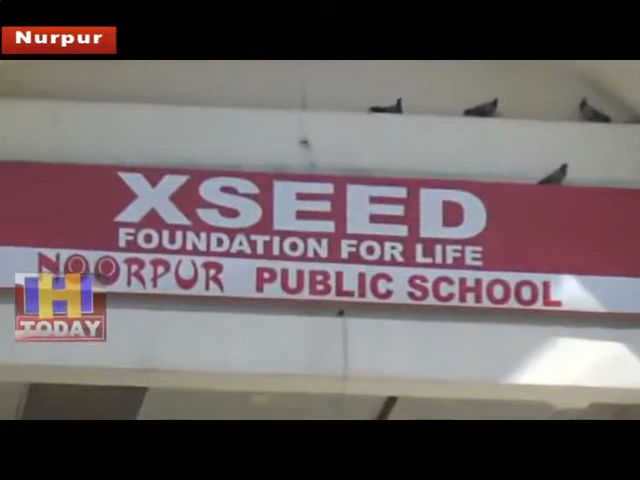 Nurpur
XSEED
FOUNDATION FOR LIFE
NOORPUR PUBLIC SCHOOL
H
TODAY